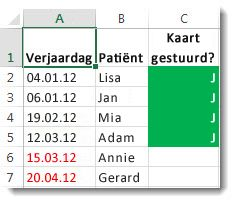 A B C
1 Verjaardag Patiënt Kaart gestuurd?
2 04.01.12 Lisa J
3 06.01.12 Jan J
4 19.02.12 Mia J
5 12.03.12 Adam J
6 15.03.12 Annie
7 20.04.12 Gerard